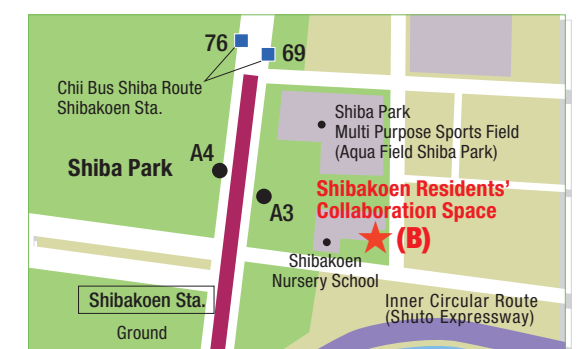 76
69
Chii Bus Shiba Route
Shibakoen Sta.
Shiba Park
Multi Purpose Sports Field
(Aqua Field Shiba Park)
Shiba Park
A4
A3
Shibakoen Residents'
Collaboration Space
(B)
Shibakoen
Nursery School
Shibakoen Sta.
Ground
Inner Circular Route
(Shuto Expressway)